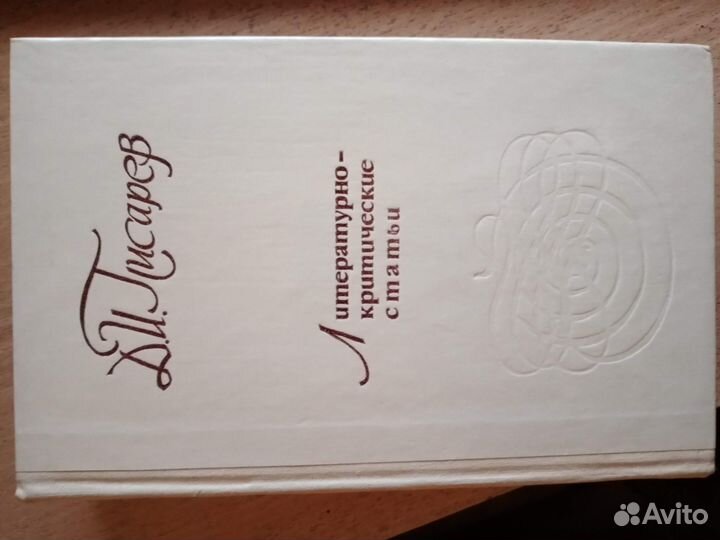 Д.И. Писарев
Литературно-
критические
статьи
Avito